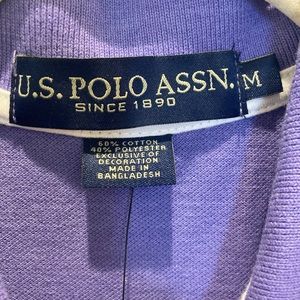 U.S. POLO ASSN.
SINCE 1890
M
60% COTTON
40% POLYESTER
EXCLUSIVE OF
DECORATION
MADE IN
BANGLADESH